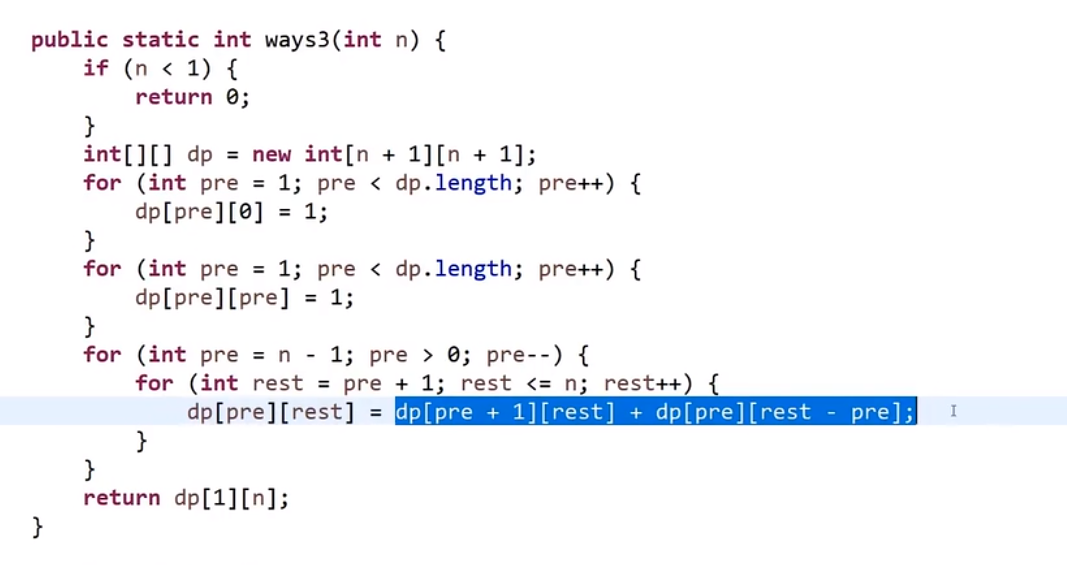 public static int ways3(int n) {
    if (n < 1) {
        return 0;
    }
    int[][] dp = new int[n + 1][n + 1];
    for (int pre = 1; pre < dp.length; pre++) {
        dp[pre][0] = 1;
    }
    for (int pre = 1; pre < dp.length; pre++) {
        dp[pre][pre] = 1;
    }
    for (int pre = n - 1; pre > 0; pre--) {
        for (int rest = pre + 1; rest <= n; rest++) {
            dp[pre][rest] = dp[pre + 1][rest] + dp[pre][rest - pre];
        }
    }
    return dp[1][n];
}